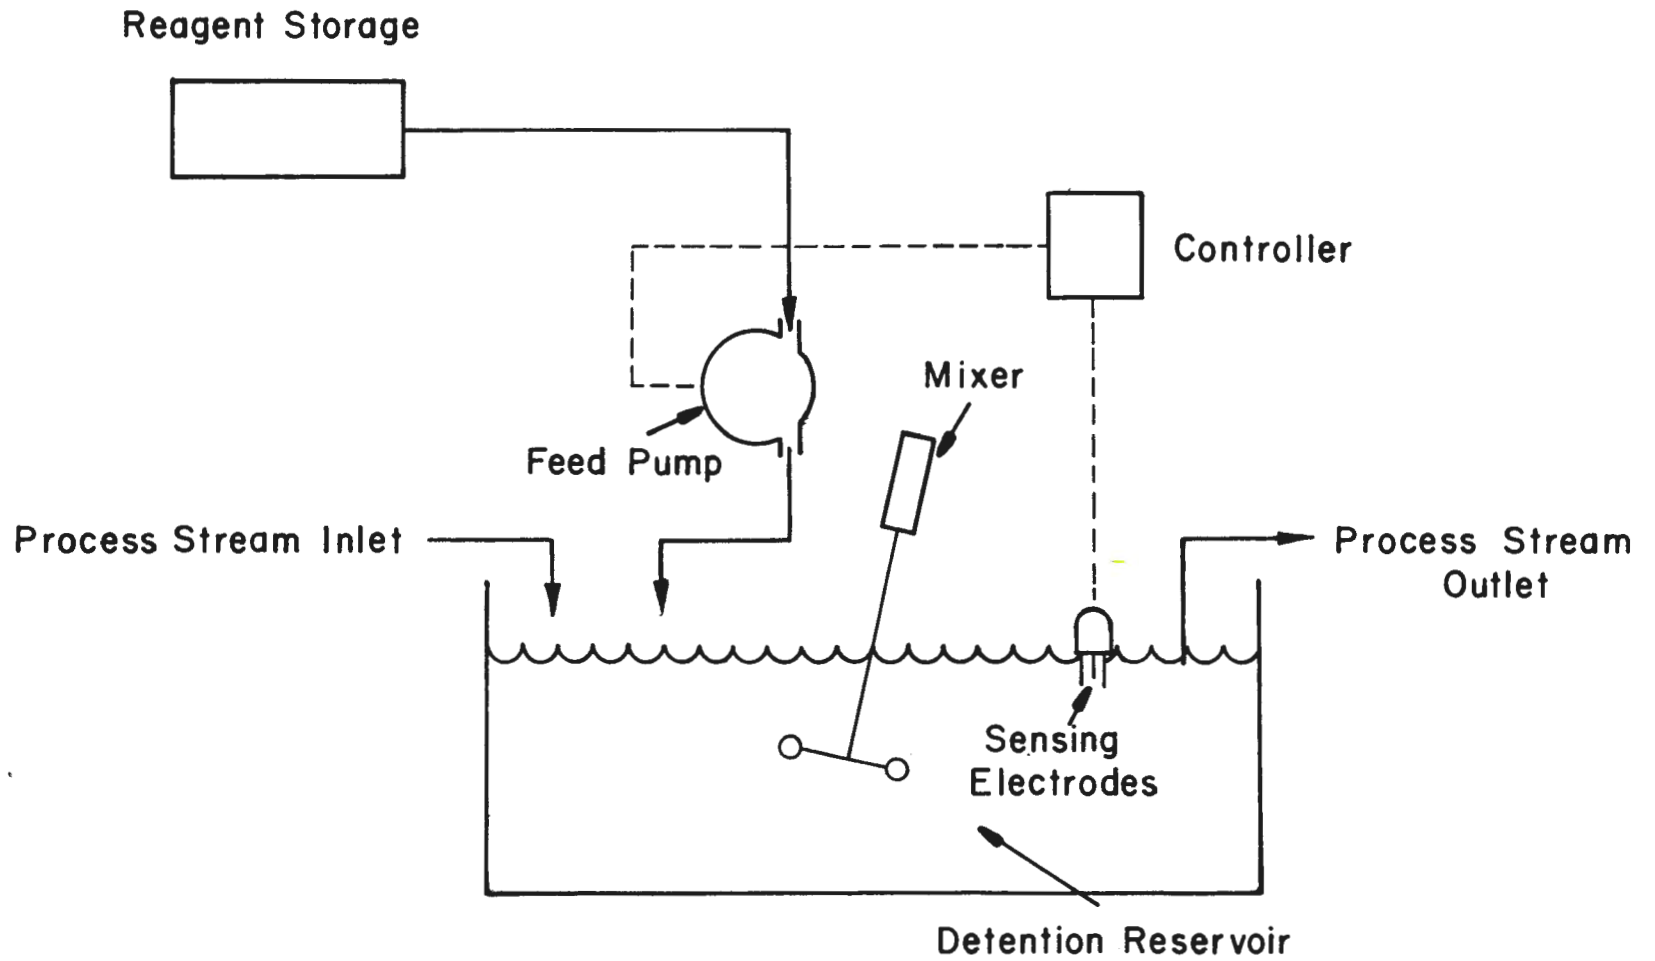 Reagent Storage
Controller
Mixer
Feed Pump
Process Stream Inlet
Process Stream
Outlet
Sensing
Electrodes
Detention Reservoir